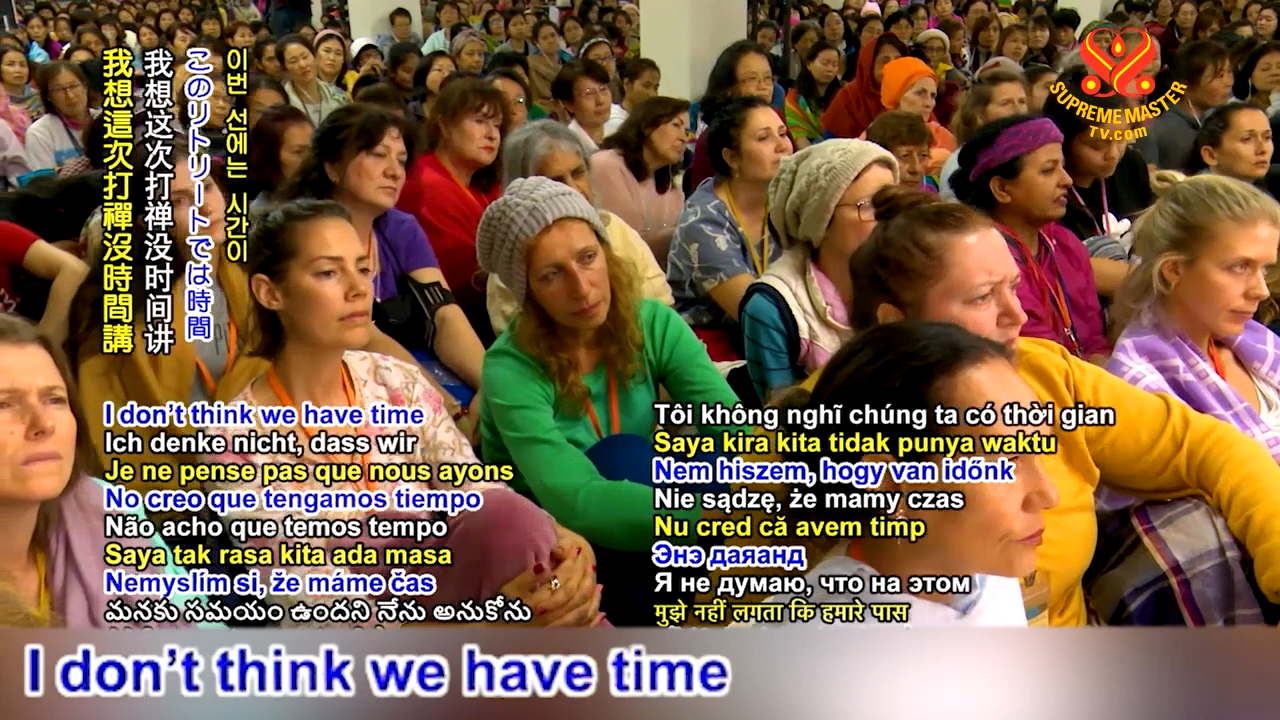 我想這次打禪沒時間講
我想这次打禅没时间讲
このリトリートでは時間
이번 선에는 시간이
SUPREME MASTER
TV.com
I don't think we have time
Ich denke nicht, dass wir
Je ne pense pas que nous ayons
No creo que tengamos tiempo
Não acho que temos tempo
Saya tak rasa kita ada masa
Nemyslím si, že máme čas
మనకు సమయం ఉందని నేను అనుకోను
Tôi không nghĩ chúng ta có thời gian
Saya kira kita tidak punya waktu
Nem hiszem, hogy van időnk
Nie sądzę, że mamy czas
Nu cred că avem timp
Энэ даяанд
Я не думаю, что на этом
मुझे नहीं लगता कि हमारे पास
I don't think we have time